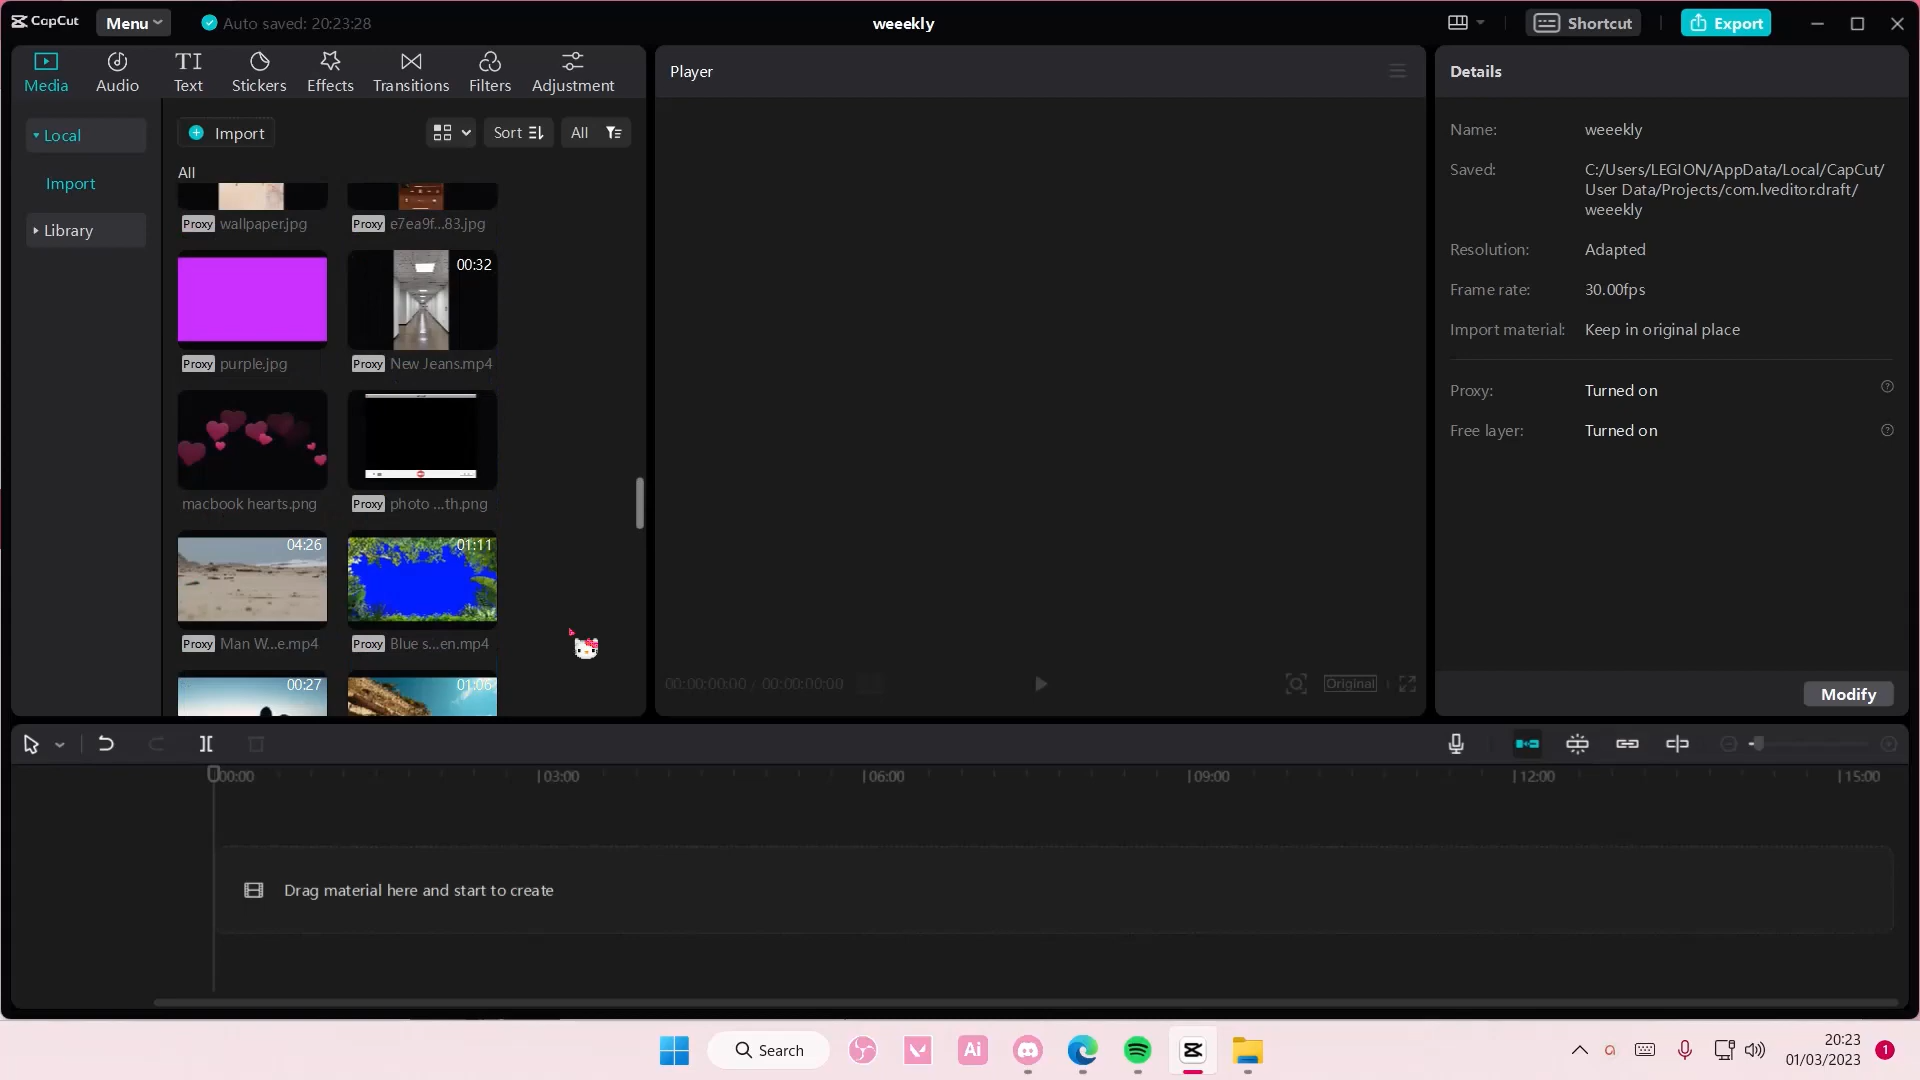 CapCut
Menu
Auto saved: 20:23:28
weeekly
Shortcut
Export
Media
Audio
TI
Text
Stickers
Effects
Transitions
Filters
Adjustment
Player
Details
Local
Import
Library
Import
Sort
All
All
Proxy wallpaper.jpg
Proxy e7ea9f...83.jpg
00:32
Proxy purple.jpg
Proxy New Jeans.mp4
macbook hearts.png
Proxy photo ...th.png
04:26
01:11
Proxy Man W...e.mp4
Proxy Blue s...en.mp4
00:27
01:06
00:00:00:00 / 00:00:00:00
Original
Name: weeekly
Saved: C:/Users/LEGION/AppData/Local/CapCut/
User Data/Projects/com.lveditor.draft/
weeekly
Resolution: Adapted
Frame rate: 30.00fps
Import material: Keep in original place
Proxy: Turned on
Free layer: Turned on
Modify
00:00
03:00
06:00
09:00
12:00
15:00
Drag material here and start to create
Search
Ai
20:23
01/03/2023
1